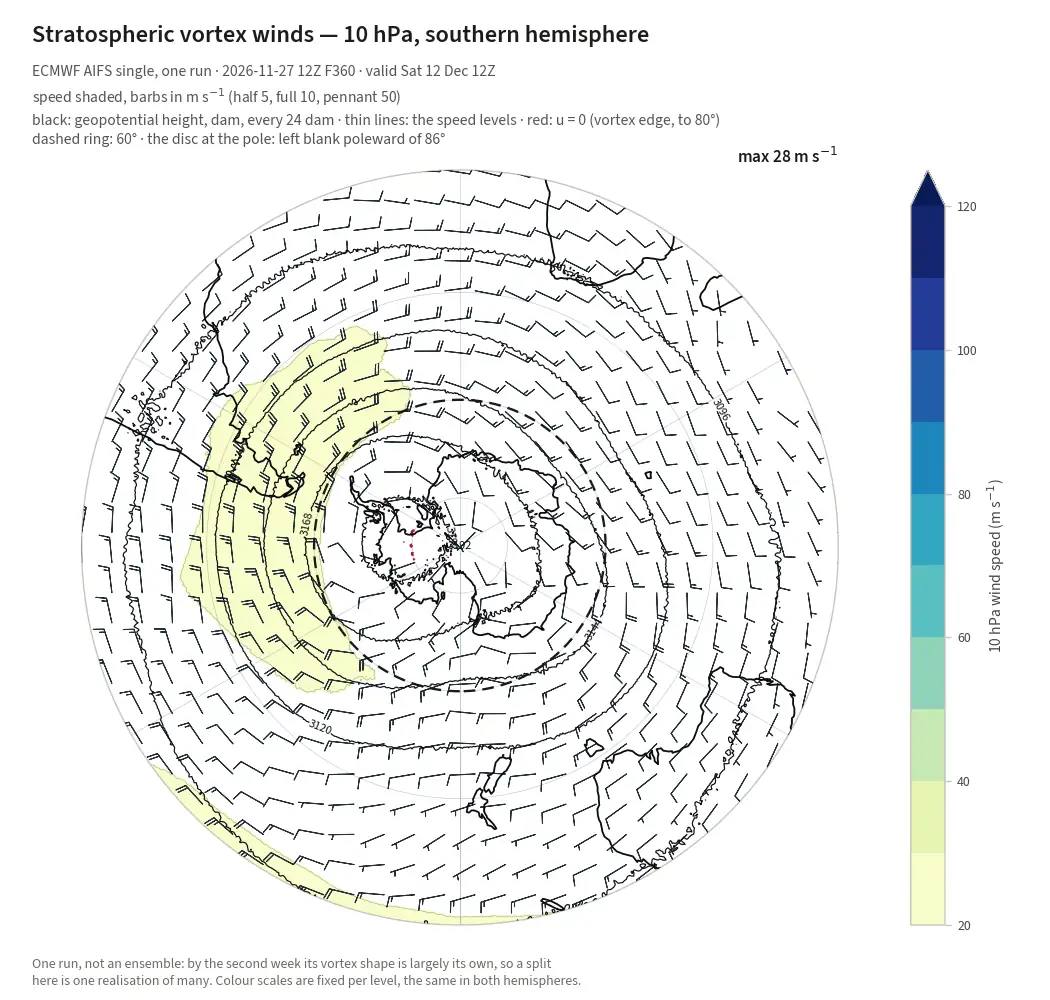 Stratospheric vortex winds — 10 hPa, southern hemisphere
ECMWF AIFS single, one run · 2026-11-27 12Z F360 · valid Sat 12 Dec 12Z
speed shaded, barbs in m s⁻¹ (half 5, full 10, pennant 50)
black: geopotential height, dam, every 24 dam · thin lines: the speed levels · red: u = 0 (vortex edge, to 80°)
dashed ring: 60° · the disc at the pole: left blank poleward of 86°
max 28 m s⁻¹
120
100
80
60
40
20
10 hPa wind speed (m s⁻¹)
3096
3168
3120
One run, not an ensemble: by the second week its vortex shape is largely its own, so a split
here is one realisation of many. Colour scales are fixed per level, the same in both hemispheres.